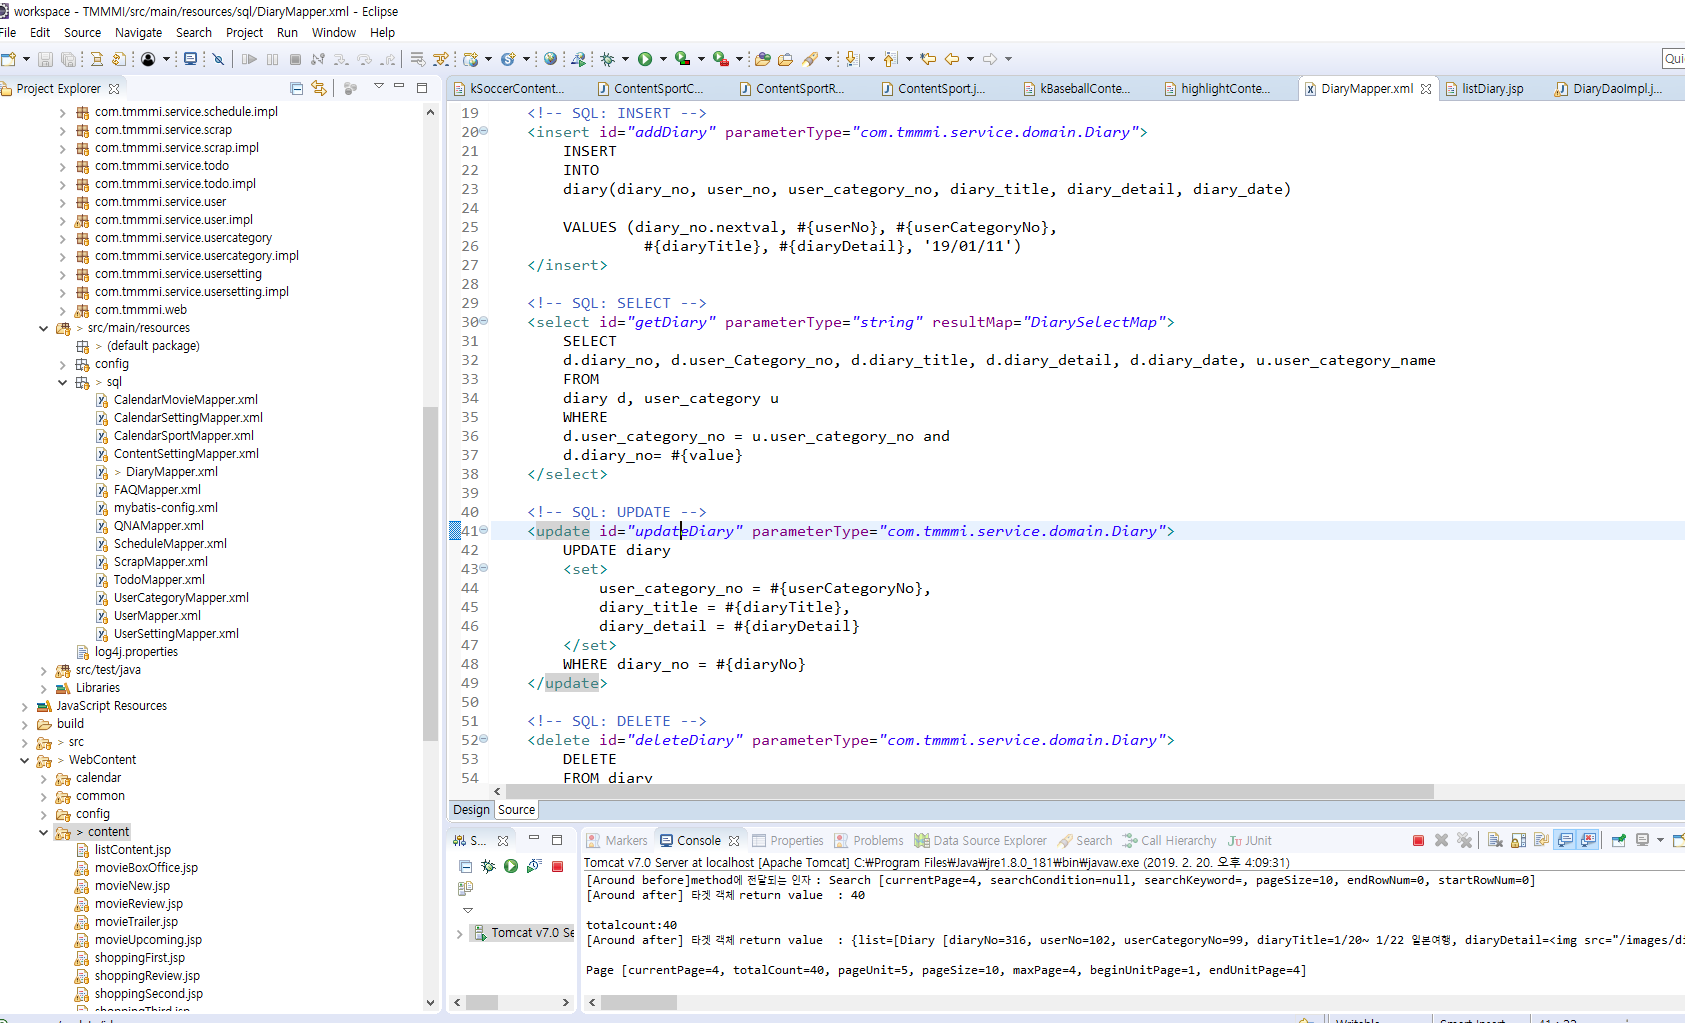 workspace - TMMMI/src/main/resources/sql/DiaryMapper.xml - Eclipse
File Edit Source Navigate Search Project Run Window Help
Qui
Project Explorer
com.tmmmi.service.schedule.impl
com.tmmmi.service.scrap
com.tmmmi.service.scrap.impl
com.tmmmi.service.todo
com.tmmmi.service.todo.impl
com.tmmmi.service.user
com.tmmmi.service.user.impl
com.tmmmi.service.usercategory
com.tmmmi.service.usercategory.impl
com.tmmmi.service.usersetting
com.tmmmi.service.usersetting.impl
com.tmmmi.web
> src/main/resources
> (default package)
config
> sql
CalendarMovieMapper.xml
CalendarSettingMapper.xml
CalendarSportMapper.xml
ContentSettingMapper.xml
> DiaryMapper.xml
FAQMapper.xml
mybatis-config.xml
QNAMapper.xml
ScheduleMapper.xml
ScrapMapper.xml
TodoMapper.xml
UserCategoryMapper.xml
UserMapper.xml
UserSettingMapper.xml
log4j.properties
src/test/java
Libraries
JavaScript Resources
build
> src
> WebContent
calendar
common
config
> content
listContent.jsp
movieBoxOffice.jsp
movieNew.jsp
movieReview.jsp
movieTrailer.jsp
movieUpcoming.jsp
shoppingFirst.jsp
shoppingReview.jsp
shoppingSecond.jsp
shoppingThird.jsp
kSoccerContent... ContentSportC... ContentSportR... ContentSport.j... kBaseballConte... highlightConte... DiaryMapper.xml listDiary.jsp DiaryDaoImpl.j...
19 <!-- SQL: INSERT -->
20 <insert id="addDiary" parameterType="com.tmmmi.service.domain.Diary">
21 INSERT
22 INTO
23 diary(diary_no, user_no, user_category_no, diary_title, diary_detail, diary_date)
24
25 VALUES (diary_no.nextval, #{userNo}, #{userCategoryNo},
26 #{diaryTitle}, #{diaryDetail}, '19/01/11')
27 </insert>
28
29 <!-- SQL: SELECT -->
30 <select id="getDiary" parameterType="string" resultMap="DiarySelectMap">
31 SELECT
32 d.diary_no, d.user_Category_no, d.diary_title, d.diary_detail, d.diary_date, u.user_category_name
33 FROM
34 diary d, user_category u
35 WHERE
36 d.user_category_no = u.user_category_no and
37 d.diary_no= #{value}
38 </select>
39
40 <!-- SQL: UPDATE -->
41 <update id="updateDiary" parameterType="com.tmmmi.service.domain.Diary">
42 UPDATE diary
43 <set>
44 user_category_no = #{userCategoryNo},
45 diary_title = #{diaryTitle},
46 diary_detail = #{diaryDetail}
47 </set>
48 WHERE diary_no = #{diaryNo}
49 </update>
50
51 <!-- SQL: DELETE -->
52 <delete id="deleteDiary" parameterType="com.tmmmi.service.domain.Diary">
53 DELETE
54 FROM diary
Design Source
S...
Tomcat v7.0 Se
Markers Console Properties Problems Data Source Explorer Search Call Hierarchy JUnit
Tomcat v7.0 Server at localhost [Apache Tomcat] C:₩Program Files₩Java₩jre1.8.0_181₩bin₩javaw.exe (2019. 2. 20. 오후 4:09:31)
[Around before]method에 전달되는 인자 : Search [currentPage=4, searchCondition=null, searchKeyword=, pageSize=10, endRowNum=0, startRowNum=0]
[Around after] 타겟 객체 return value : 40
totalcount:40
[Around after] 타겟 객체 return value : {list=[Diary [diaryNo=316, userNo=102, userCategoryNo=99, diaryTitle=1/20~ 1/22 일본여행, diaryDetail=<img src="/images/di
Page [currentPage=4, totalCount=40, pageUnit=5, pageSize=10, maxPage=4, beginUnitPage=1, endUnitPage=4]
Writable Smart Insert